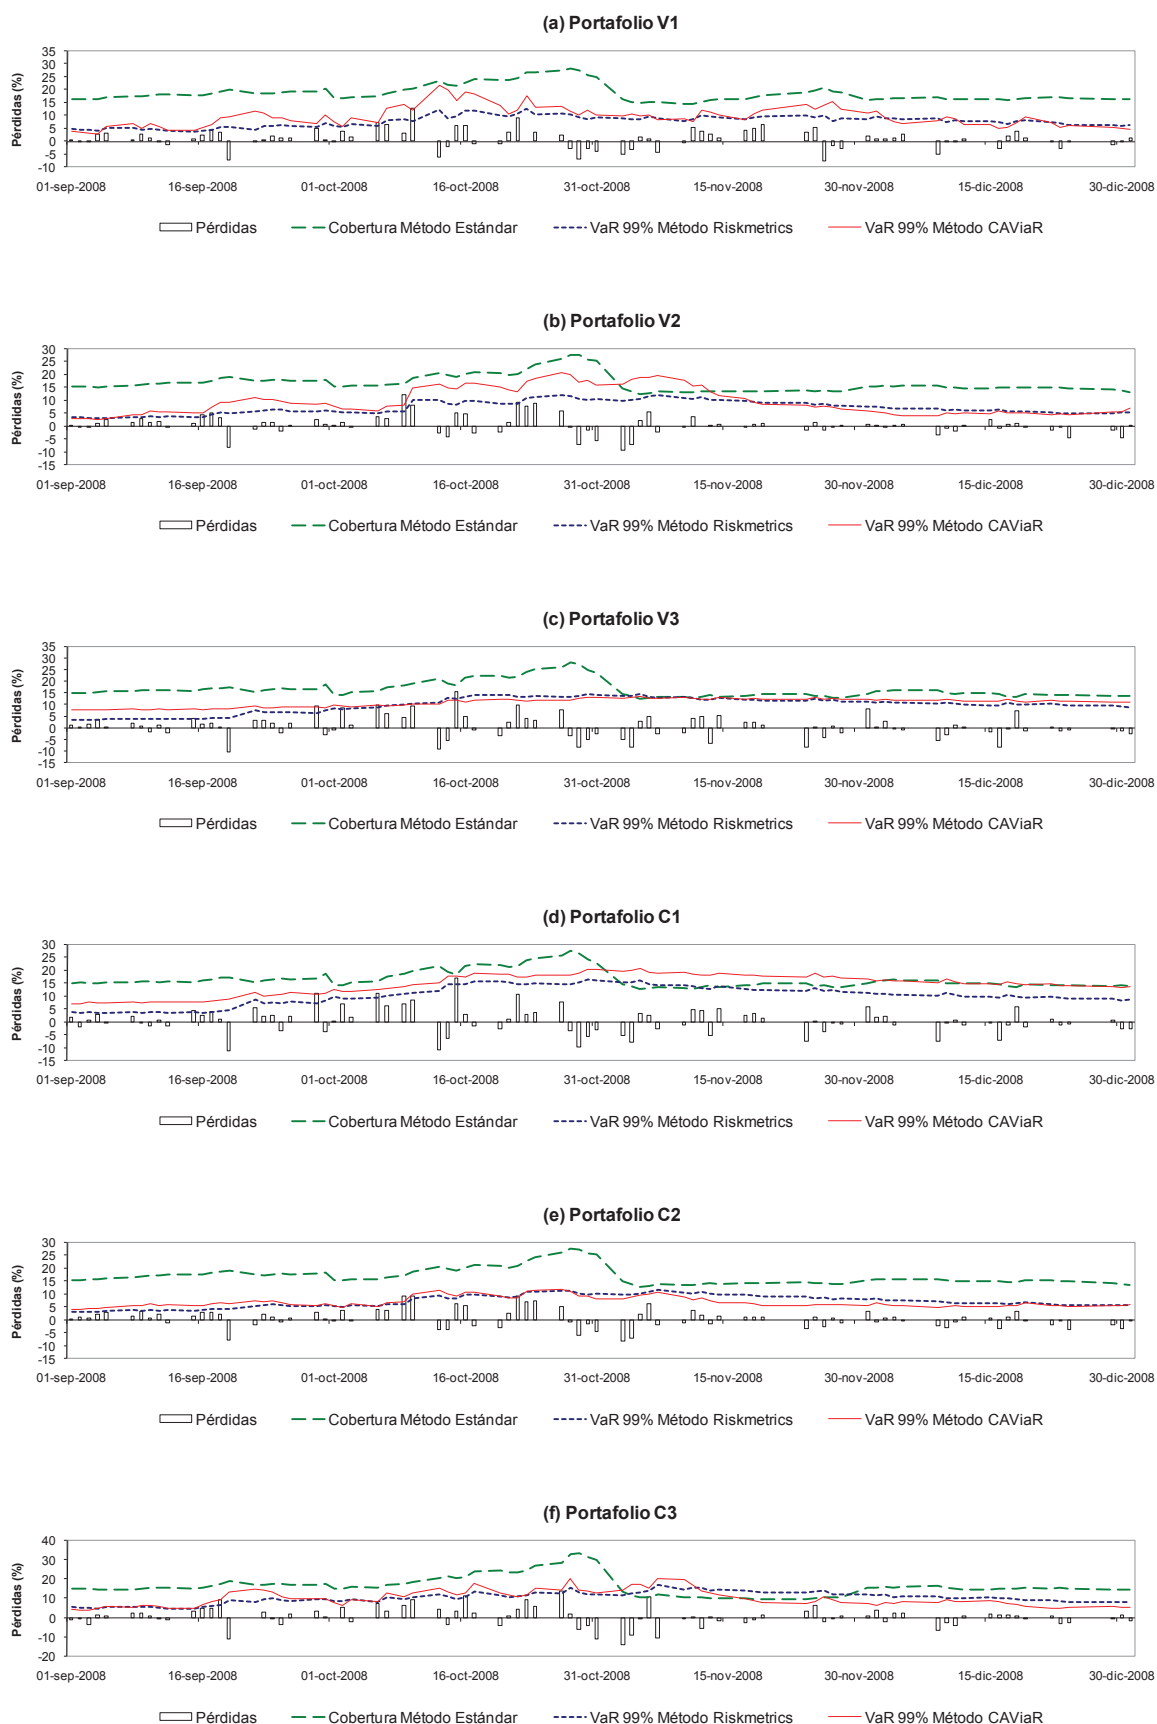 (a) Portafolio V1
Pérdidas (%)
35
30
25
20
15
10
5
0
-5
-10
01-sep-2008 16-sep-2008 01-oct-2008 16-oct-2008 31-oct-2008 15-nov-2008 30-nov-2008 15-dic-2008 30-dic-2008
Pérdidas Cobertura Método Estándar VaR 99% Método Riskmetrics VaR 99% Método CAViaR
(b) Portafolio V2
Pérdidas (%)
30
25
20
15
10
5
0
-5
-10
-15
01-sep-2008 16-sep-2008 01-oct-2008 16-oct-2008 31-oct-2008 15-nov-2008 30-nov-2008 15-dic-2008 30-dic-2008
Pérdidas Cobertura Método Estándar VaR 99% Método Riskmetrics VaR 99% Método CAViaR
(c) Portafolio V3
Pérdidas (%)
35
30
25
20
15
10
5
0
-5
-10
-15
01-sep-2008 16-sep-2008 01-oct-2008 16-oct-2008 31-oct-2008 15-nov-2008 30-nov-2008 15-dic-2008 30-dic-2008
Pérdidas Cobertura Método Estándar VaR 99% Método Riskmetrics VaR 99% Método CAViaR
(d) Portafolio C1
Pérdidas (%)
30
25
20
15
10
5
0
-5
-10
-15
01-sep-2008 16-sep-2008 01-oct-2008 16-oct-2008 31-oct-2008 15-nov-2008 30-nov-2008 15-dic-2008 30-dic-2008
Pérdidas Cobertura Método Estándar VaR 99% Método Riskmetrics VaR 99% Método CAViaR
(e) Portafolio C2
Pérdidas (%)
30
25
20
15
10
5
0
-5
-10
-15
01-sep-2008 16-sep-2008 01-oct-2008 16-oct-2008 31-oct-2008 15-nov-2008 30-nov-2008 15-dic-2008 30-dic-2008
Pérdidas Cobertura Método Estándar VaR 99% Método Riskmetrics VaR 99% Método CAViaR
(f) Portafolio C3
Pérdidas (%)
40
30
20
10
0
-10
-20
01-sep-2008 16-sep-2008 01-oct-2008 16-oct-2008 31-oct-2008 15-nov-2008 30-nov-2008 15-dic-2008 30-dic-2008
Pérdidas Cobertura Método Estándar VaR 99% Método Riskmetrics VaR 99% Método CAViaR